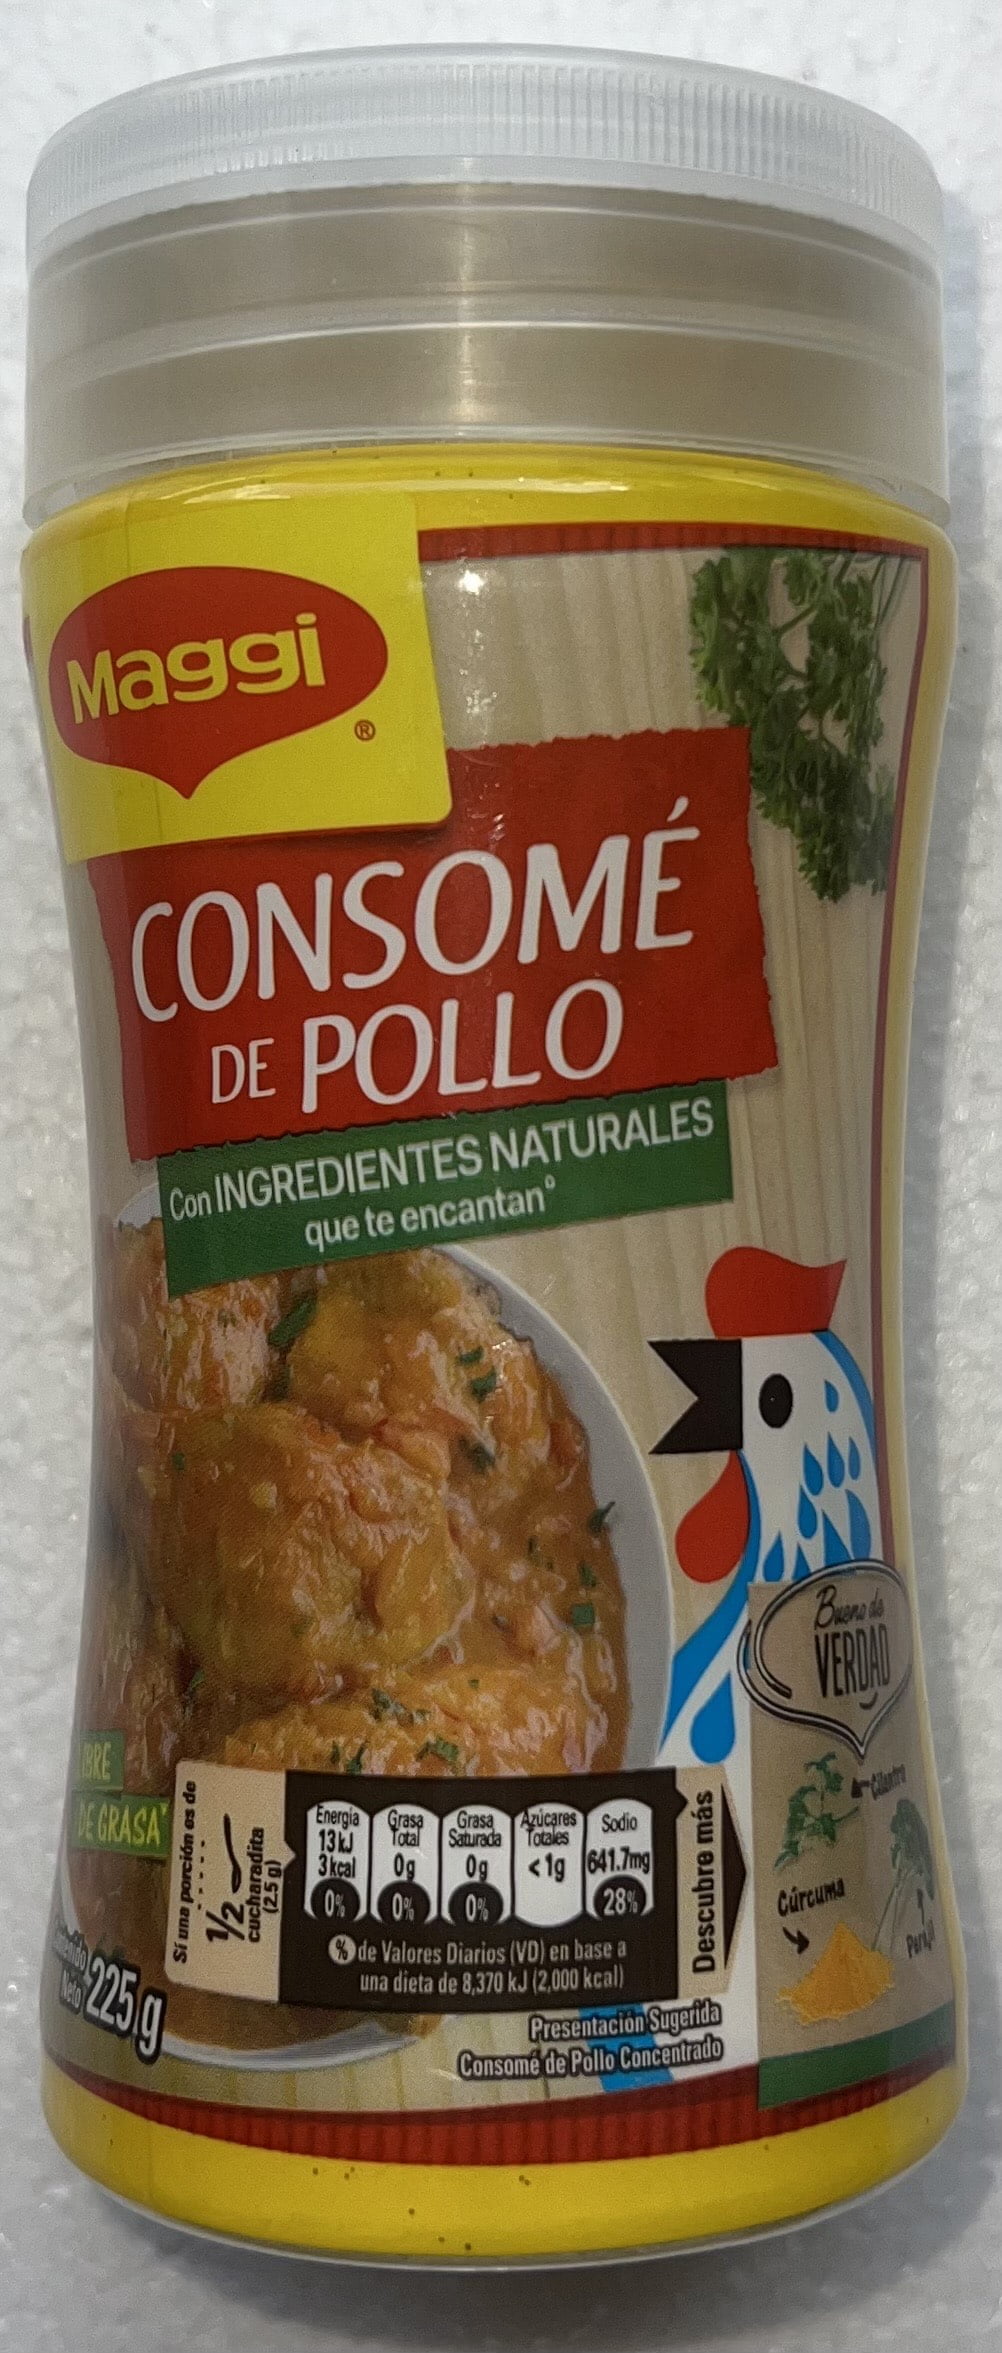 Maggi
®
CONSOMÉ
DE POLLO
Con INGREDIENTES NATURALES
que te encantan°
Bueno de
VERDAD
Cilantro
Cúrcuma
Perejil
DE GRASA
Si una porción es de
1/2
cucharadita
(2.5 g)
Energía
13 kJ
3 kcal
0%
Grasa
Total
0g
0%
Grasa
Saturada
0g
0%
Azúcares
Totales
<1g
Sodio
641.7mg
28%
% de Valores Diarios (VD) en base a
una dieta de 8,370 kJ (2,000 kcal)
Descubre más
Neto 225 g
Presentación Sugerida
Consomé de Pollo Concentrado